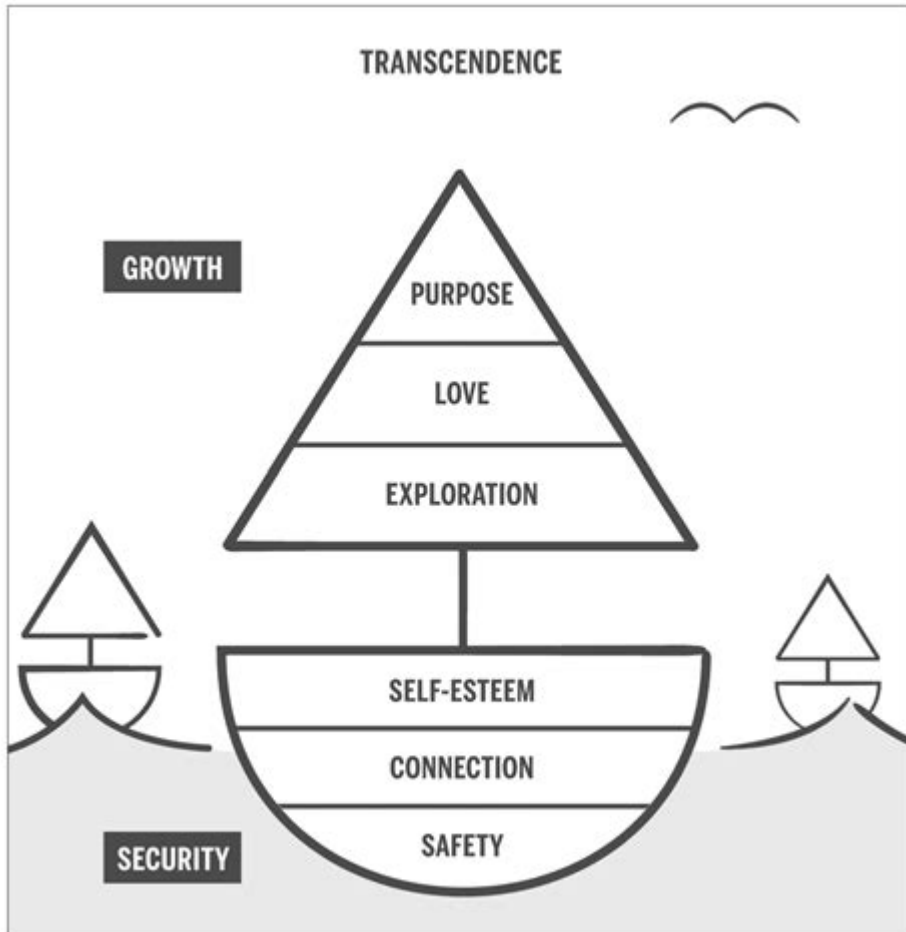 TRANSCENDENCE
GROWTH
PURPOSE
LOVE
EXPLORATION
SELF-ESTEEM
CONNECTION
SAFETY
SECURITY